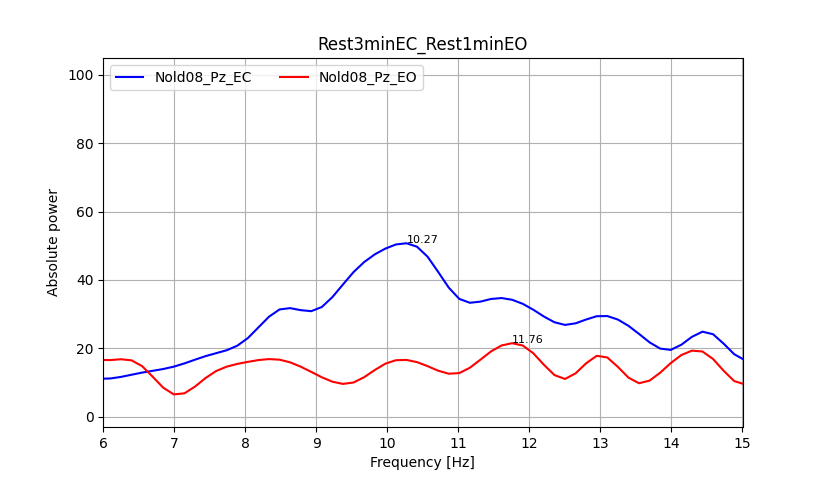 Rest3minEC_Rest1minEO
Nold08_Pz_EC
Nold08_Pz_EO
100
80
60
40
20
0
Absolute power
10.27
11.76
6 7 8 9 10 11 12 13 14 15
Frequency [Hz]